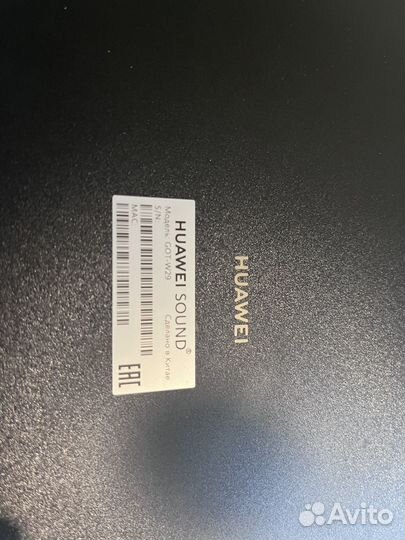 HUAWEI SOUND®
Модель: GOT-W29 Сделано в Китае
S/N:
MAC:
EAC
HUAWEI
Avito